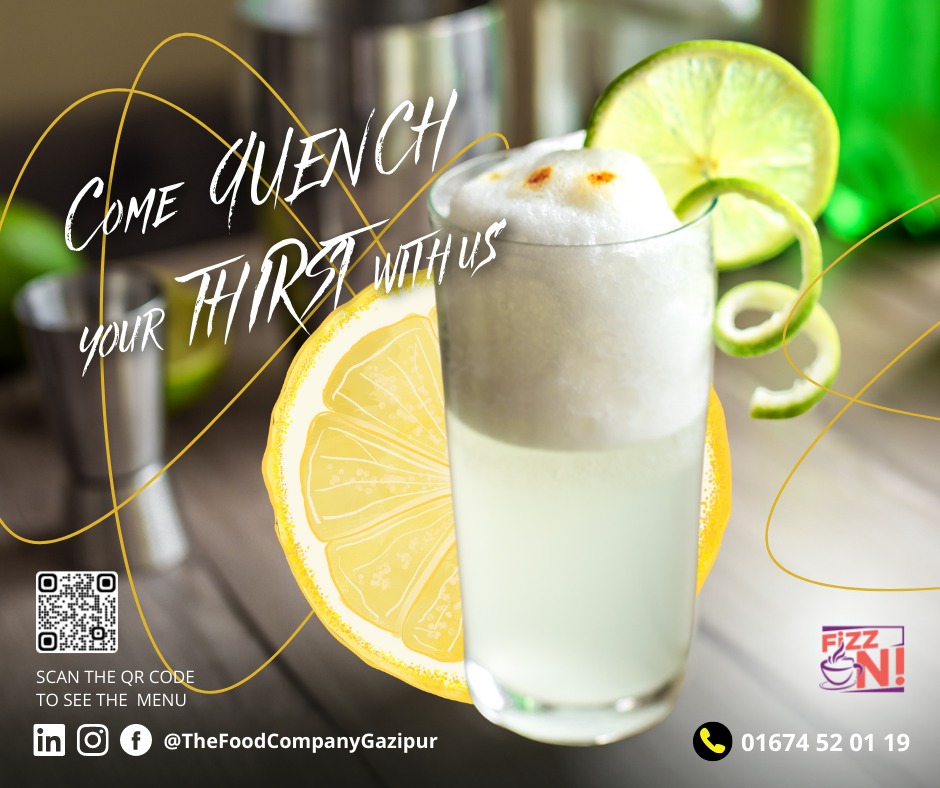 COME QUENCH
YOUR THIRST WITH US
SCAN THE QR CODE
TO SEE THE MENU
@TheFoodCompanyGazipur
FiZZ
ON!
01674 52 01 19